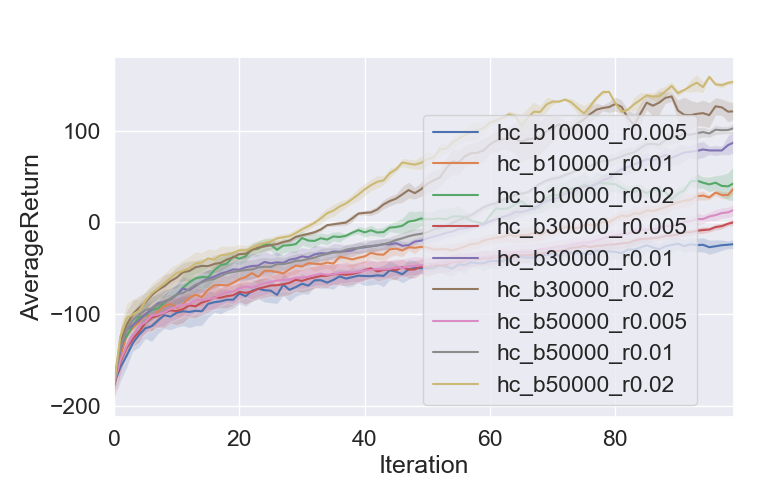 AverageReturn
100
0
−100
−200
0
20
40
60
80
Iteration
hc_b10000_r0.005
hc_b10000_r0.01
hc_b10000_r0.02
hc_b30000_r0.005
hc_b30000_r0.01
hc_b30000_r0.02
hc_b50000_r0.005
hc_b50000_r0.01
hc_b50000_r0.02